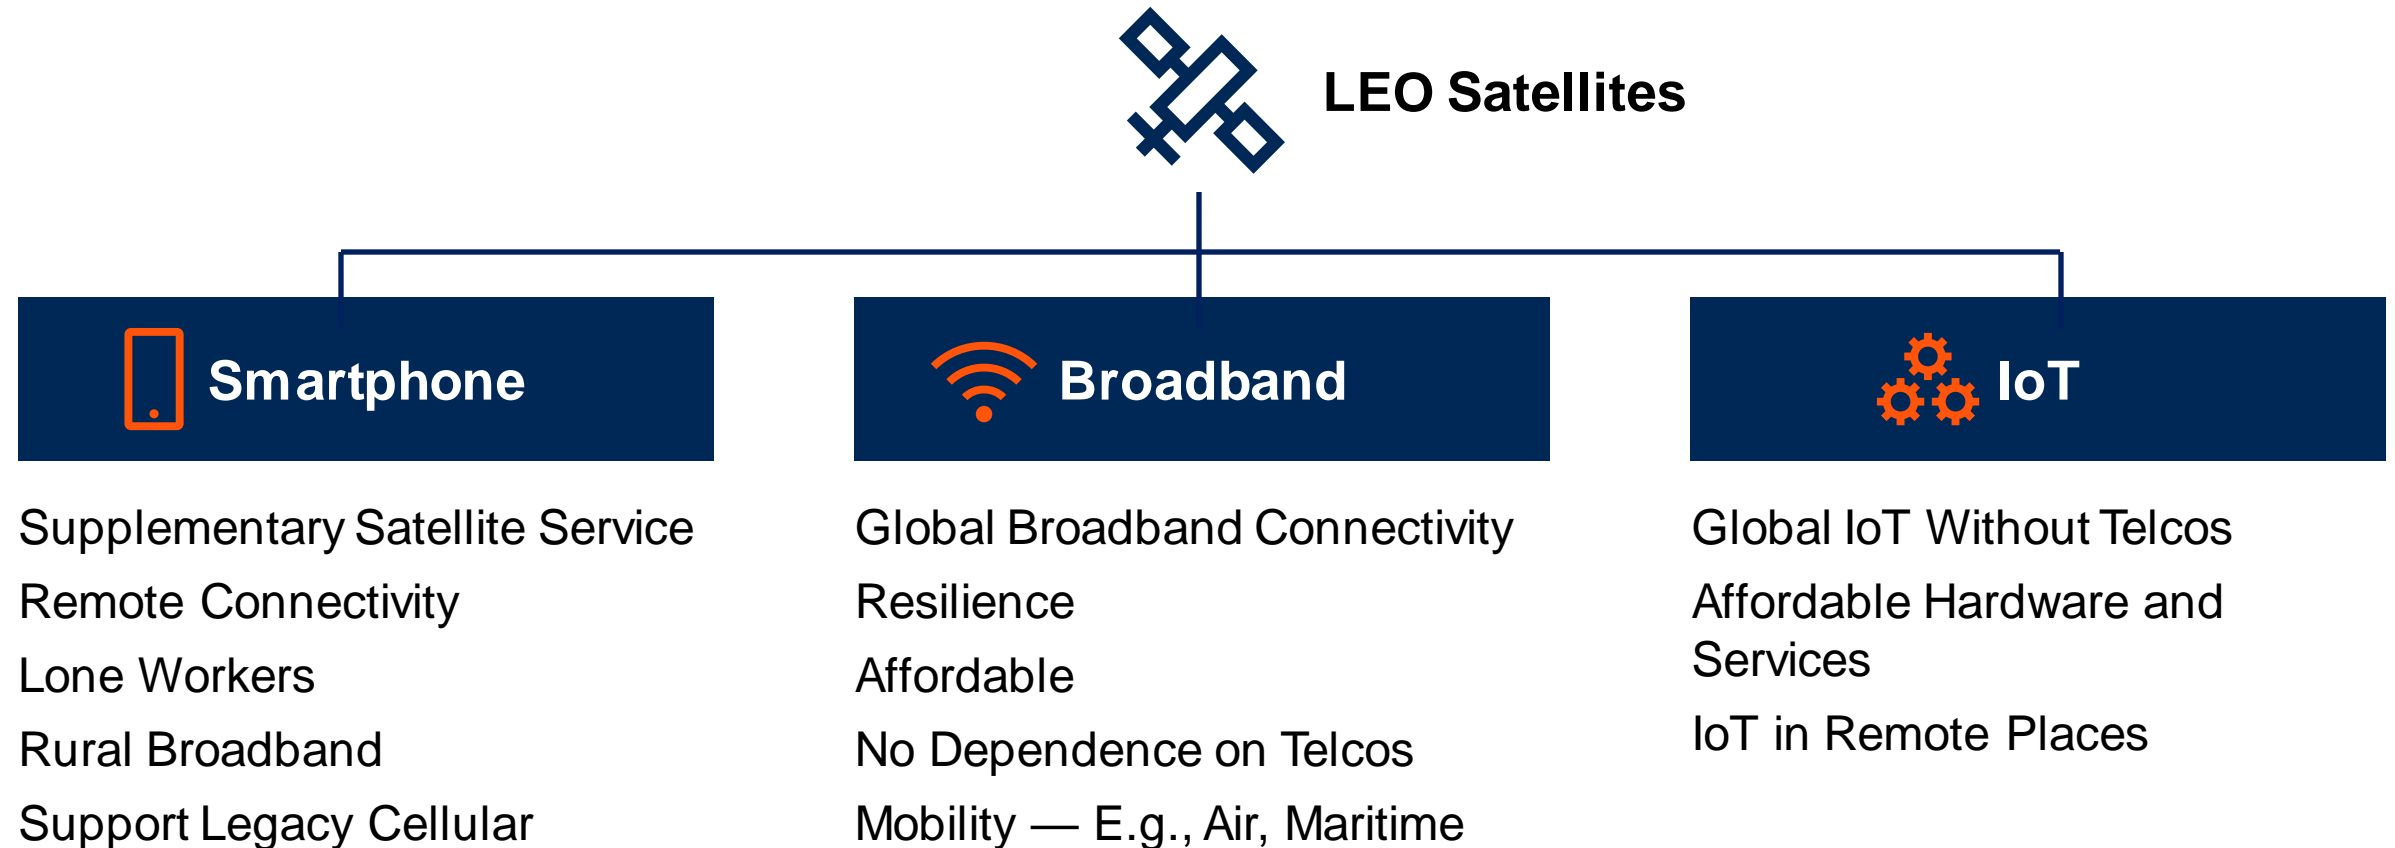 LEO Satellites
Smartphone
Supplementary Satellite Service
Remote Connectivity
Lone Workers
Rural Broadband
Support Legacy Cellular
Broadband
Global Broadband Connectivity
Resilience
Affordable
No Dependence on Telcos
Mobility — E.g., Air, Maritime
IoT
Global IoT Without Telcos
Affordable Hardware and
Services
IoT in Remote Places